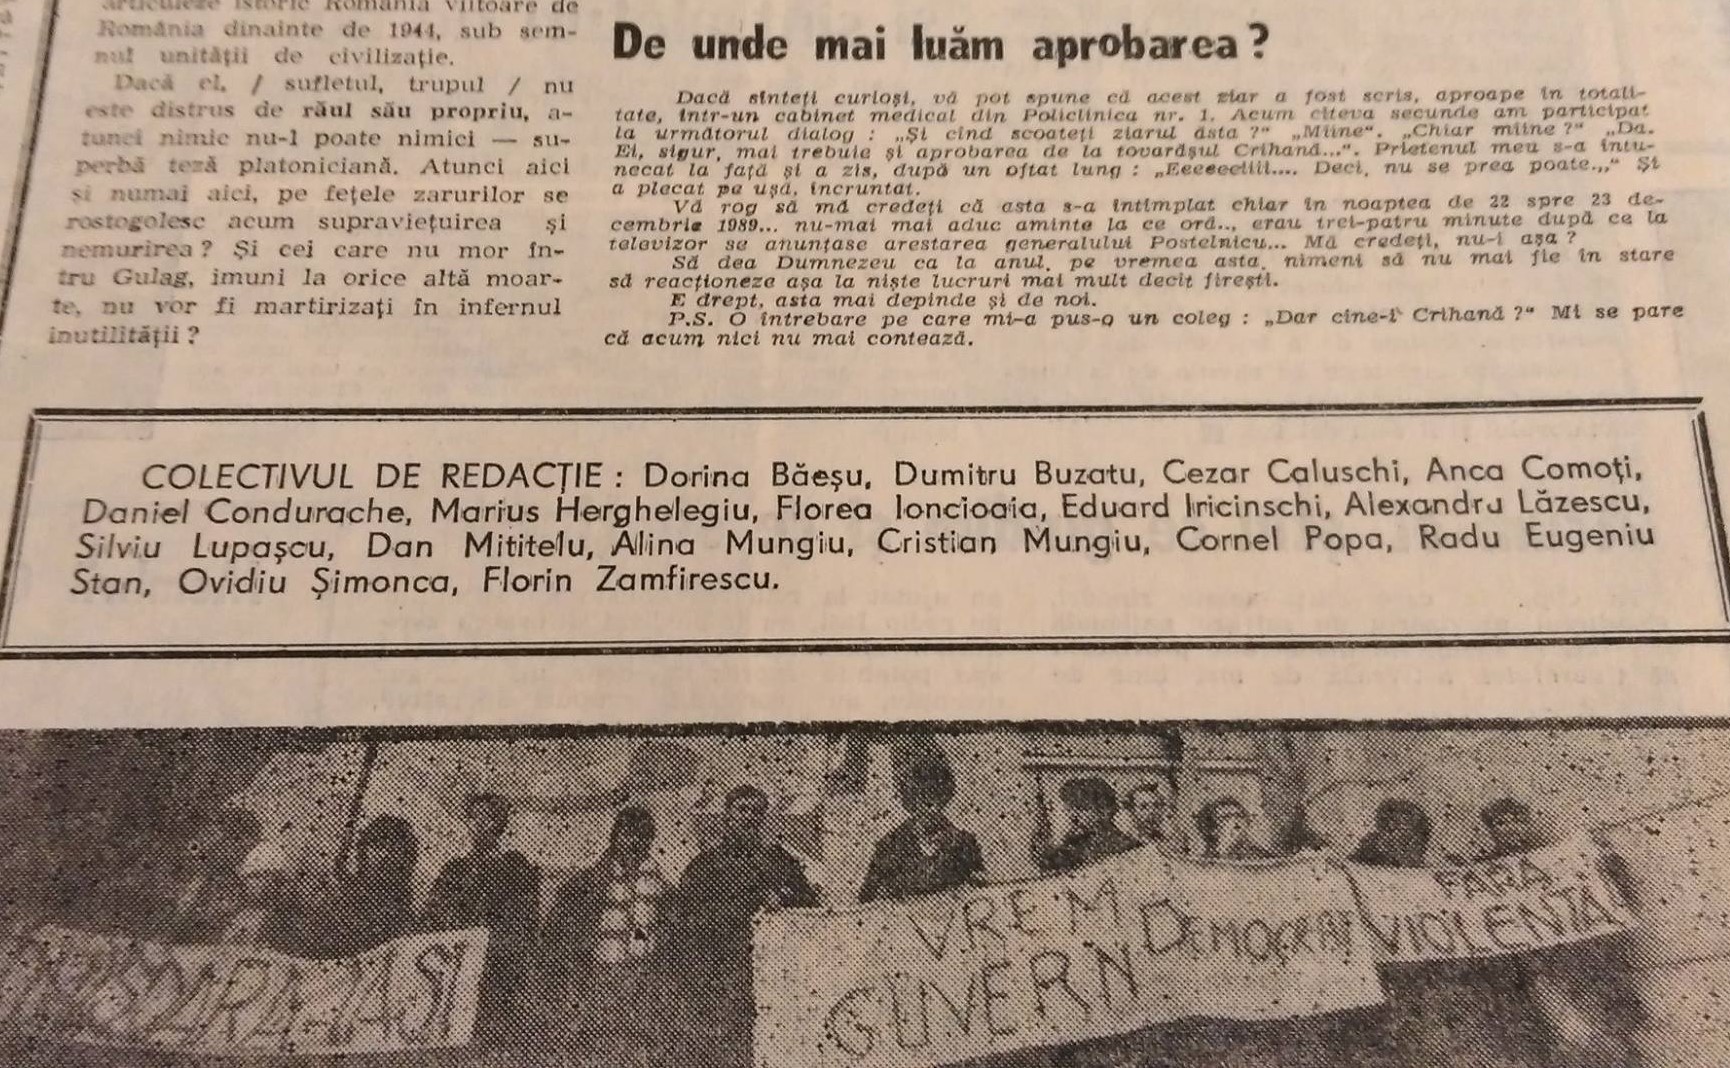 articuleze istoric România viitoare de
România dinainte de 1944, sub sem-
nul unității de civilizație.
Dacă el, / sufletul, trupul / nu
este distrus de răul său propriu, a-
tunci nimic nu-l poate nimici — su-
perbă teză platoniciană. Atunci aici
și numai aici, pe fețele zarurilor se
rostogolesc acum supraviețuirea și
nemurirea ? Și cei care nu mor în-
tru Gulag, imuni la orice altă moar-
te, nu vor fi martirizați în infernul
inutilității ?
De unde mai luăm aprobarea ?
Dacă sînteți curioși, vă pot spune că acest ziar a fost scris, aproape în totali-
tate, într-un cabinet medical din Policlinica nr. 1. Acum cîteva secunde am participat
la următorul dialog : „Și cînd scoateți ziarul ăsta ?“ „Mîine“. „Chiar mîine ?“ „Da.
Ei, sigur, mai trebuie și aprobarea de la tovarășul Crihană...“. Prietenul meu s-a întu-
necat la față și a zis, după un oftat lung : „Eeeeeeiiii.... Deci, nu se prea poate...“ Și
a plecat pe ușă, încruntat.
Vă rog să mă credeți că asta s-a întîmplat chiar în noaptea de 22 spre 23 de-
cembrie 1989... nu-mai mai aduc aminte la ce oră.., erau trei-patru minute după ce la
televizor se anunțase arestarea generalului Postelnicu... Mă credeți, nu-i așa ?
Să dea Dumnezeu ca la anul, pe vremea asta, nimeni să nu mai fie în stare
să reacționeze așa la niște lucruri mai mult decît firești.
E drept, asta mai depinde și de noi.
P.S. O întrebare pe care mi-a pus-o un coleg : „Dar cine-i Crihană ?“ Mi se pare
că acum nici nu mai contează.
COLECTIVUL DE REDACȚIE : Dorina Băeșu, Dumitru Buzatu, Cezar Caluschi, Anca Comoți,
Daniel Condurache, Marius Herghelegiu, Florea Ioncioaia, Eduard Iricinschi, Alexandru Lăzescu,
Silviu Lupașcu, Dan Mititelu, Alina Mungiu, Cristian Mungiu, Cornel Popa, Radu Eugeniu
Stan, Ovidiu Șimonca, Florin Zamfirescu.
VREM
GUVERN DEMOCRAT
FĂRĂ
VIOLENȚĂ